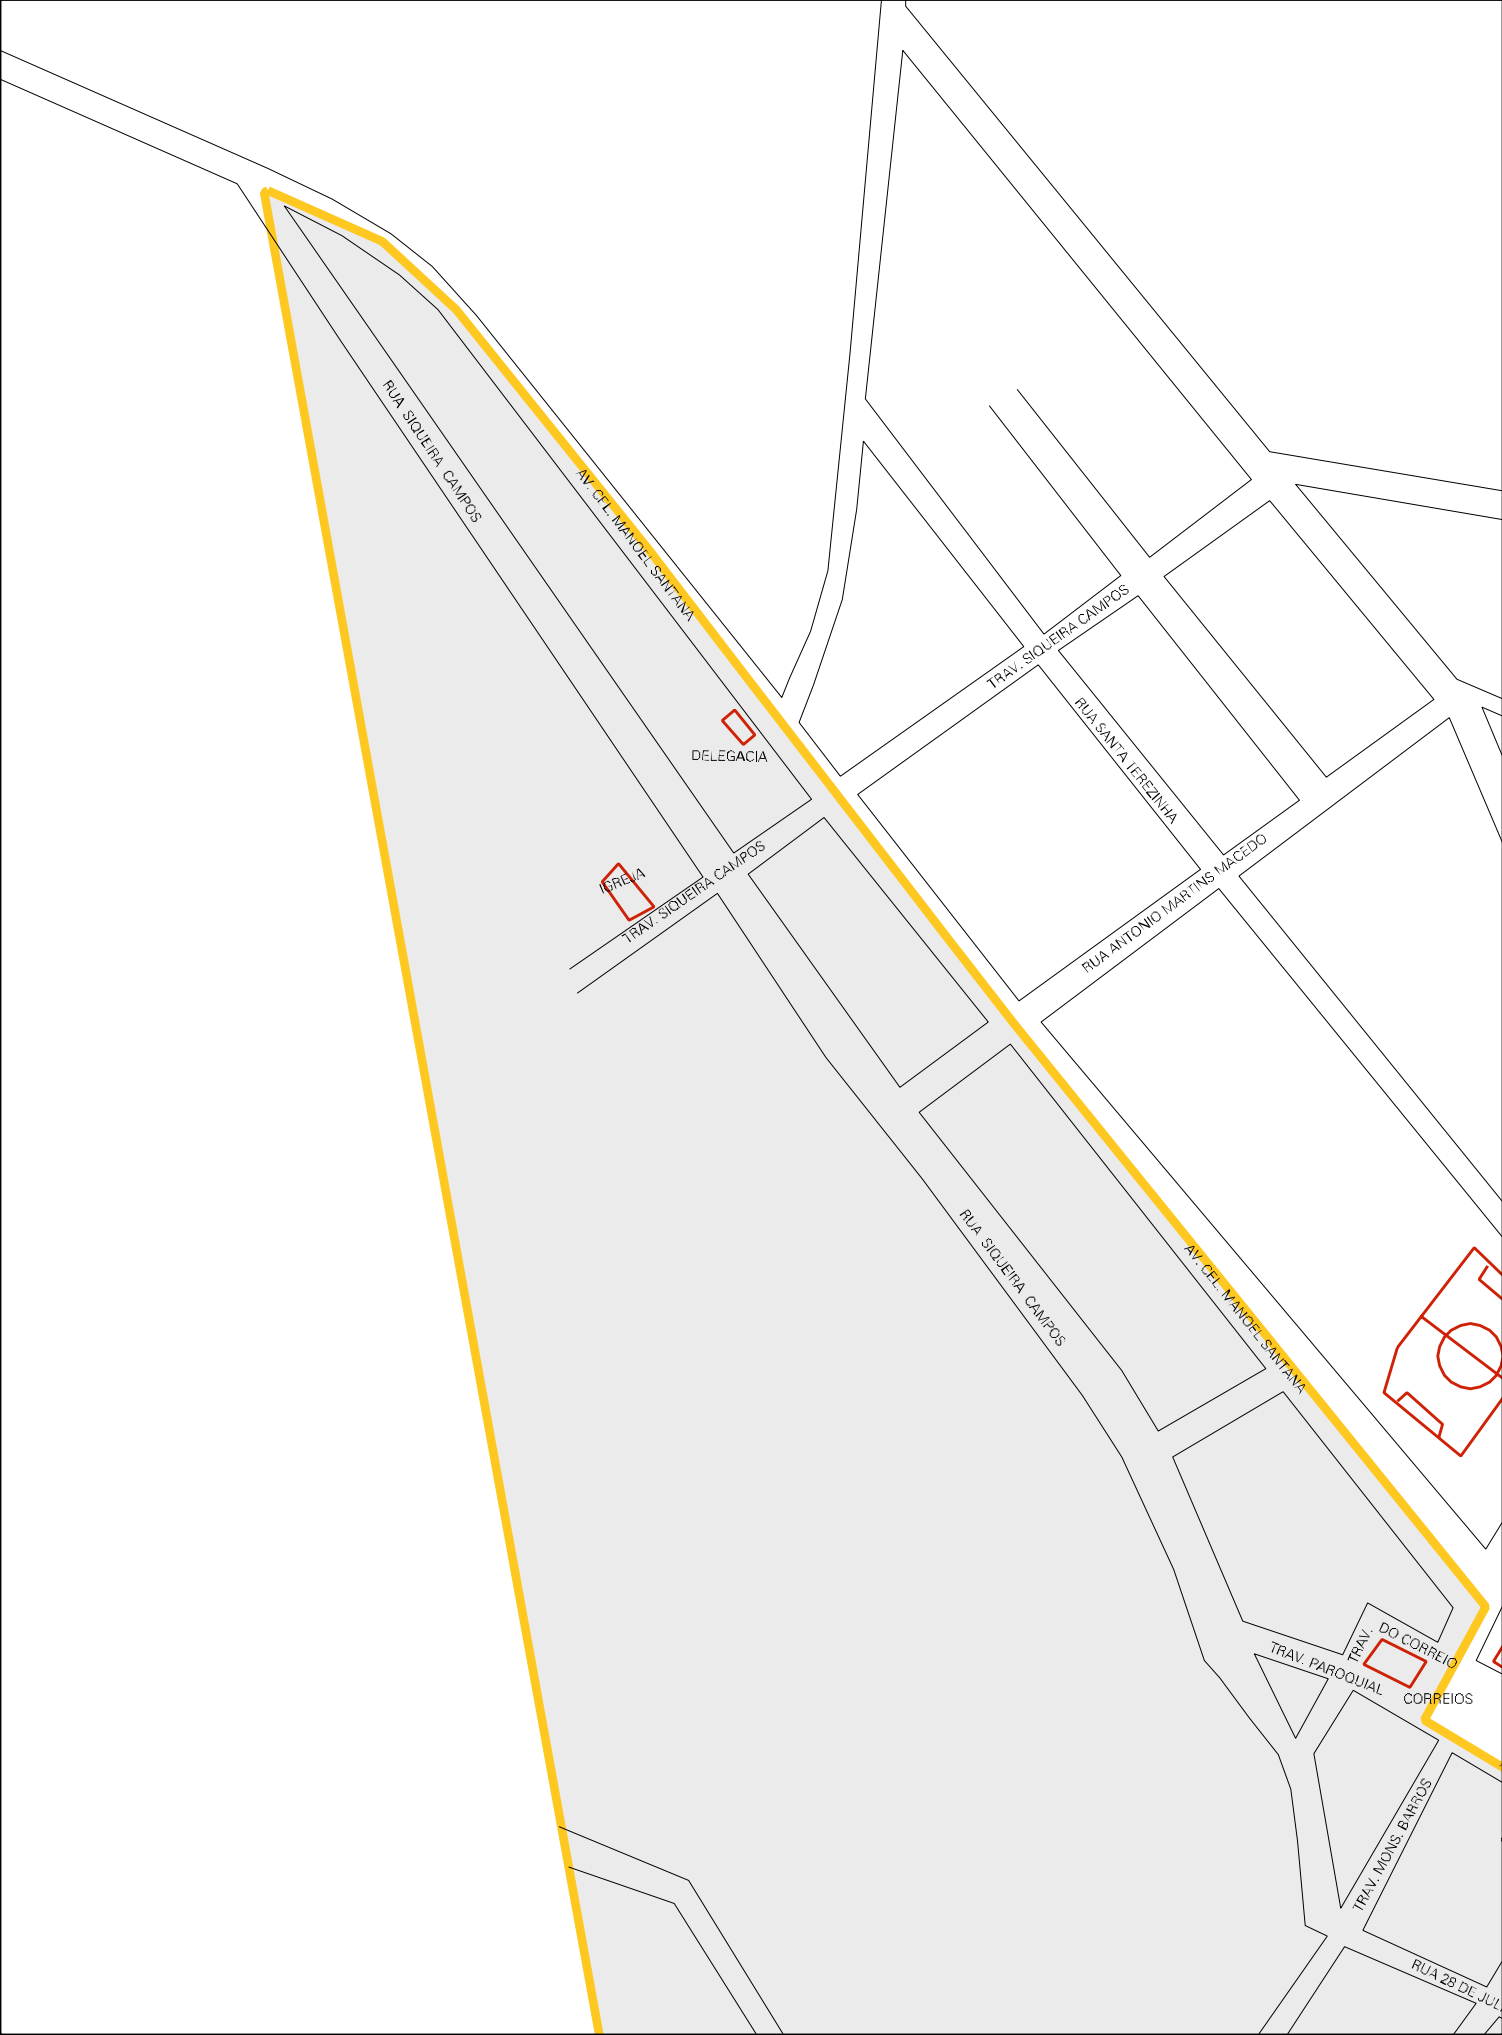 RUA SIQUEIRA CAMPOS
AV. CEL. MANOEL SANTANA
TRAV. SIQUEIRA CAMPOS
RUA SANTA TEREZINHA
DELEGACIA
IGREJA
TRAV. SIQUEIRA CAMPOS
RUA ANTONIO MARTINS MACEDO
RUA SIQUEIRA CAMPOS
AV. CEL. MANOEL SANTANA
TRAV. DO CORREIO
TRAV. PAROQUIAL
CORREIOS
TRAV. MONS. BARROS
RUA 28 DE JUL